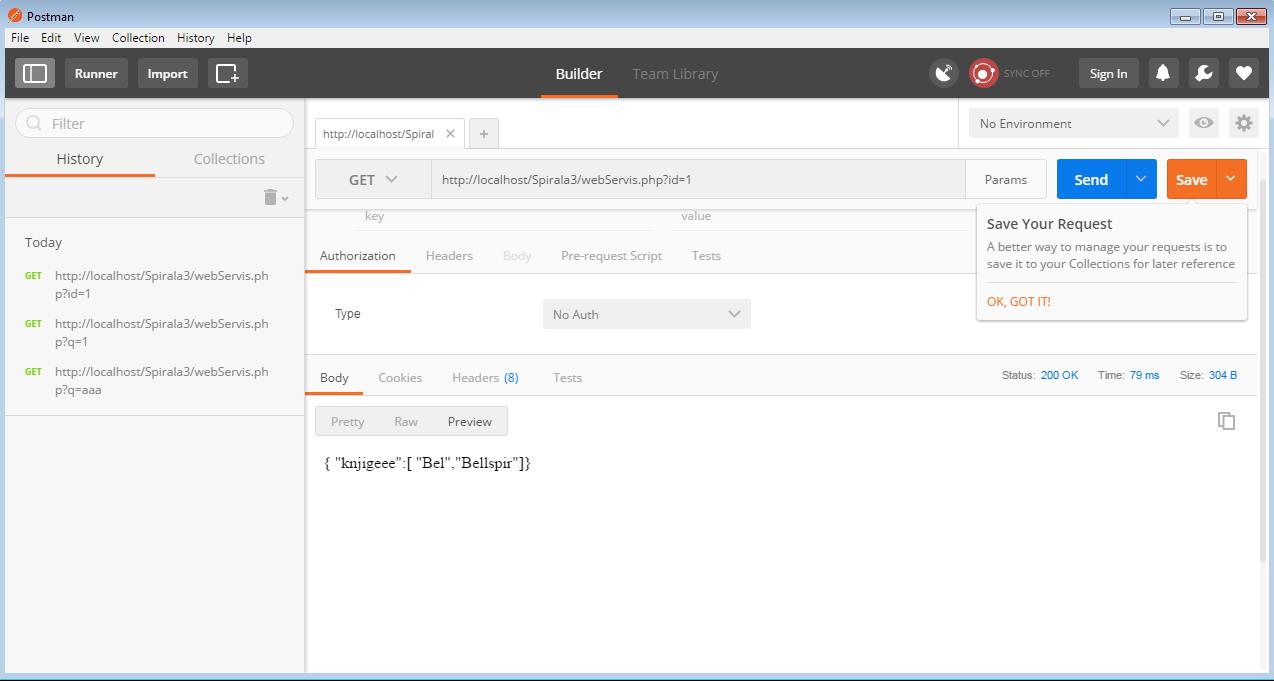 Postman
File Edit View Collection History Help
Runner Import Builder Team Library SYNC OFF Sign In
Filter
History Collections
Today
GET http://localhost/Spirala3/webServis.ph
p?id=1
GET http://localhost/Spirala3/webServis.ph
p?q=1
GET http://localhost/Spirala3/webServis.ph
p?q=aaa
http://localhost/Spiral
No Environment
GET http://localhost/Spirala3/webServis.php?id=1 Params Send Save
key value
Authorization Headers Body Pre-request Script Tests
Save Your Request
A better way to manage your requests is to
save it to your Collections for later reference
OK, GOT IT!
Type No Auth
Body Cookies Headers (8) Tests Status: 200 OK Time: 79 ms Size: 304 B
Pretty Raw Preview
{ "knjigeee":[ "Bel","Bellspir"]}